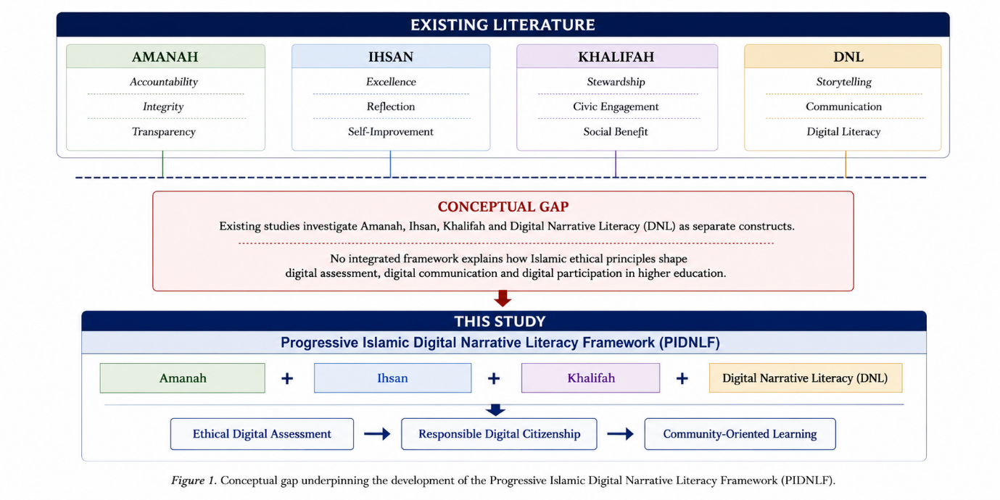 EXISTING LITERATURE
AMANAH
Accountability
Integrity
Transparency
IHSAN
Excellence
Reflection
Self-Improvement
KHALIFAH
Stewardship
Civic Engagement
Social Benefit
DNL
Storytelling
Communication
Digital Literacy
CONCEPTUAL GAP
Existing studies investigate Amanah, Ihsan, Khalifah and Digital Narrative Literacy (DNL) as separate constructs.
No integrated framework explains how Islamic ethical principles shape
digital assessment, digital communication and digital participation in higher education.
THIS STUDY
Progressive Islamic Digital Narrative Literacy Framework (PIDNLF)
Amanah + Ihsan + Khalifah + Digital Narrative Literacy (DNL)
Ethical Digital Assessment
Responsible Digital Citizenship
Community-Oriented Learning
Figure 1. Conceptual gap underpinning the development of the Progressive Islamic Digital Narrative Literacy Framework (PIDNLF).